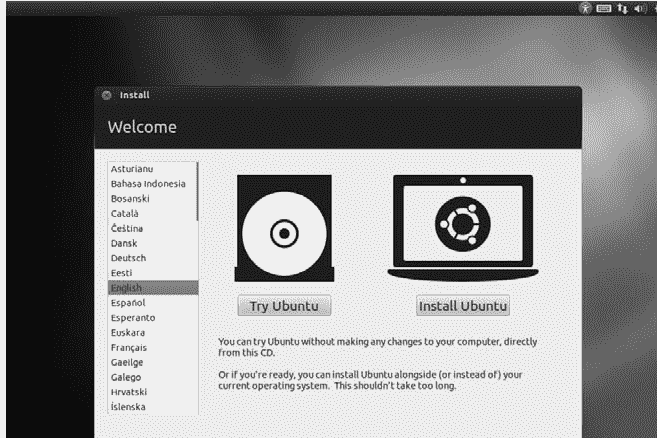 Install
Welcome
Asturianu
Bahasa Indonesia
Bosanski
Català
Čeština
Dansk
Deutsch
Eesti
English
Español
Esperanto
Euskara
Français
Gaeilge
Galego
Hrvatski
Íslenska
Try Ubuntu
Install Ubuntu
You can try Ubuntu without making any changes to your computer, directly
from this CD.
Or if you're ready, you can install Ubuntu alongside (or instead of) your
current operating system. This shouldn't take too long.